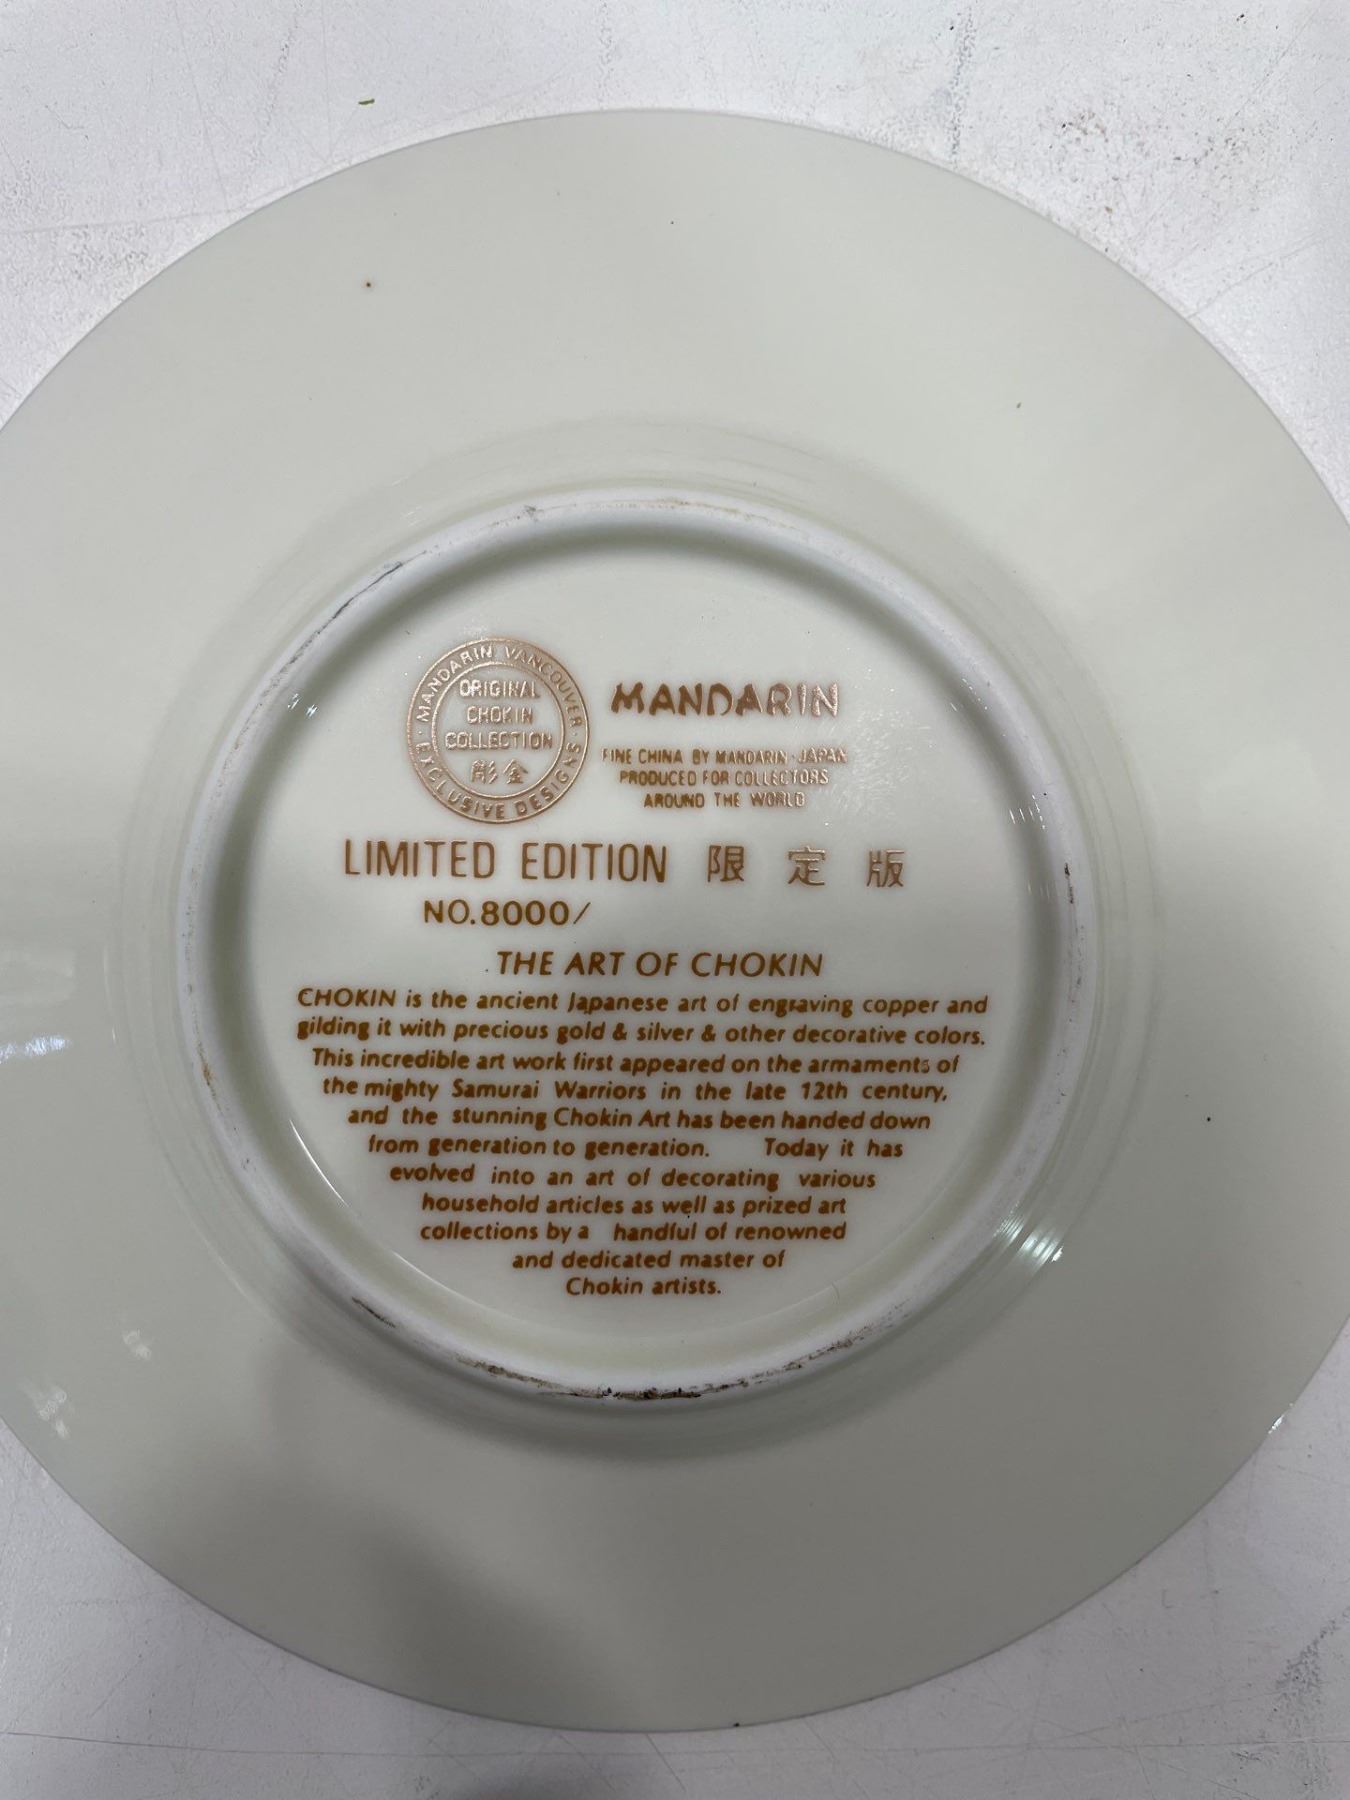 MANDARIN VANCOUVER
ORIGINAL
CHOKIN
COLLECTION
彫金
· EXCLUSIVE DESIGNS ·
MANDARIN
FINE CHINA BY MANDARIN · JAPAN
PRODUCED FOR COLLECTORS
AROUND THE WORLD
LIMITED EDITION 限定版
NO.8000/
THE ART OF CHOKIN
CHOKIN is the ancient Japanese art of engraving copper and
gilding it with precious gold & silver & other decorative colors.
This incredible art work first appeared on the armaments of
the mighty Samurai Warriors in the late 12th century,
and the stunning Chokin Art has been handed down
from generation to generation. Today it has
evolved into an art of decorating various
household articles as well as prized art
collections by a handful of renowned
and dedicated master of
Chokin artists.